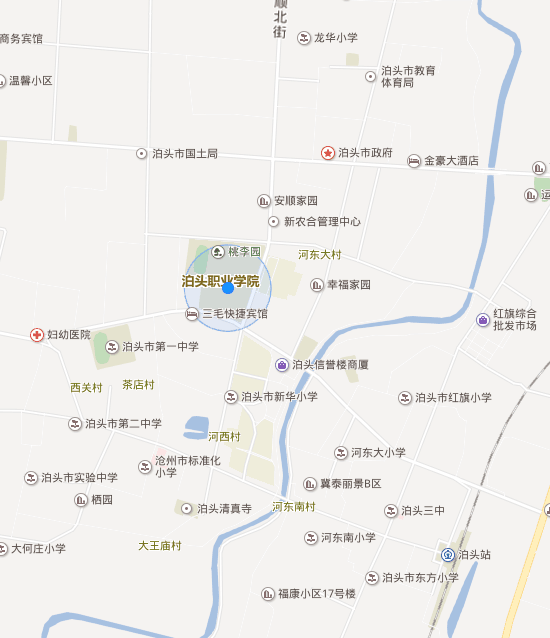 顺北街
商务宾馆
龙华小学
温馨小区
泊头市教育
体育局
泊头市国土局
泊头市政府
金豪大酒店
运
安顺家园
新农合管理中心
桃李园
河东大村
泊头职业学院
幸福家园
三毛快捷宾馆
红旗综合
批发市场
妇幼医院
泊头市第一中学
泊头信誉楼商厦
西关村
茶店村
泊头市新华小学
泊头市红旗小学
泊头市第二中学
河西村
河东大小学
沧州市标准化
小学
泊头市实验中学
冀泰丽景B区
栖园
泊头清真寺
河东南村
泊头三中
大王庙村
河东南小学
大何庄小学
泊头站
泊头市东方小学
福康小区17号楼